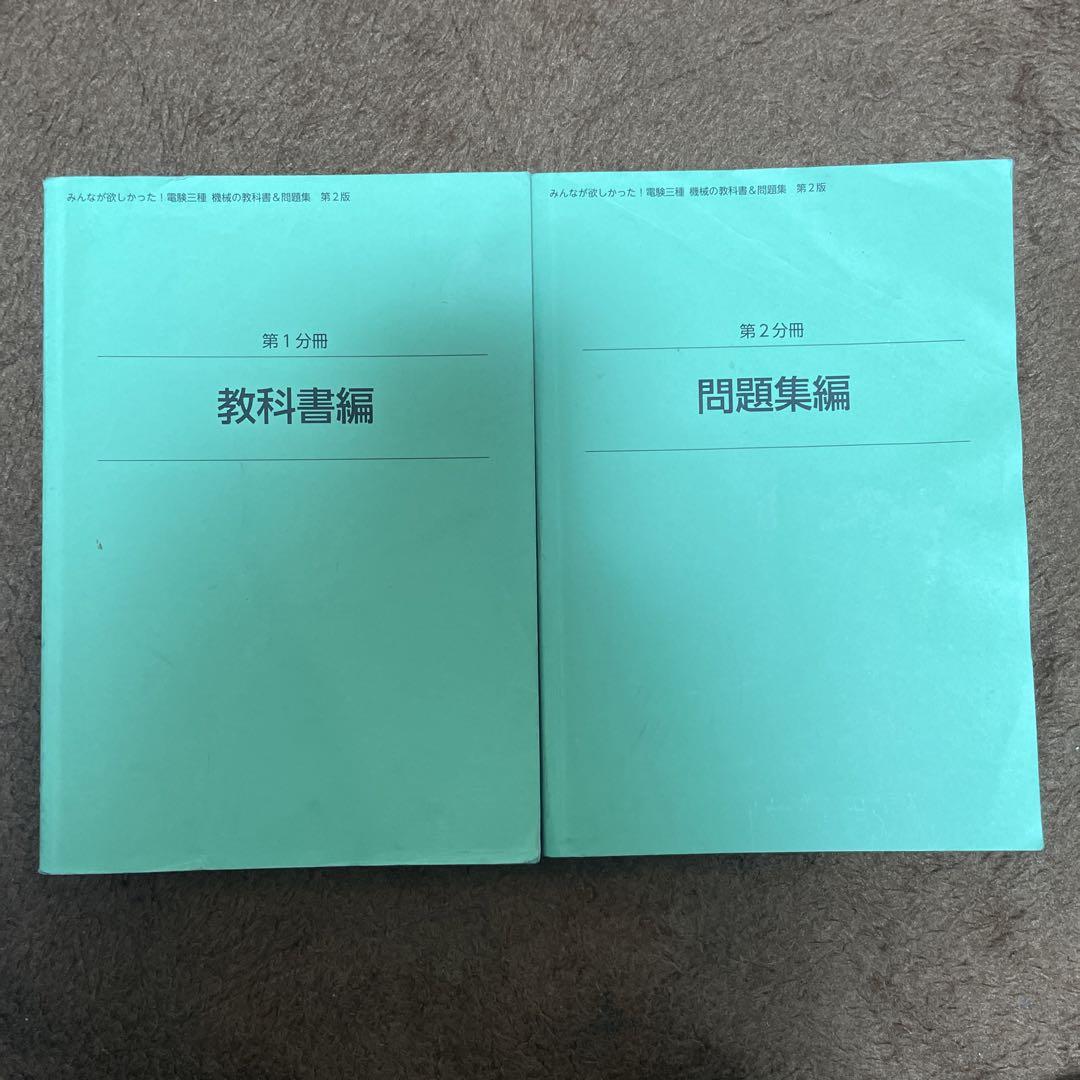 みんなが欲しかった！電験三種 機械の教科書＆問題集　第２版
第１分冊
教科書編
みんなが欲しかった！電験三種 機械の教科書＆問題集　第２版
第２分冊
問題集編